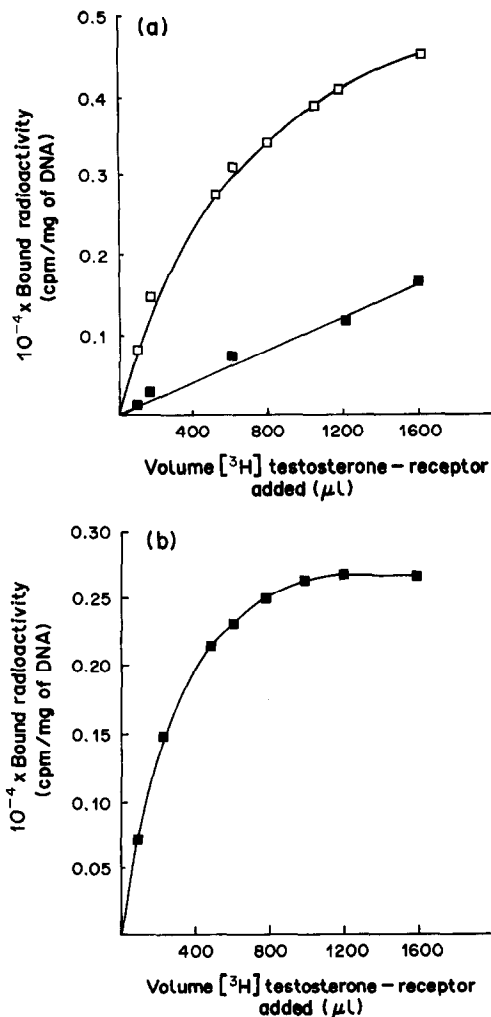 (a)
10⁻⁴ x Bound radioactivity
(cpm/mg of DNA)
0.5
0.4
0.3
0.2
0.1
400
800
1200
1600
Volume [³H] testosterone – receptor
added (µl)
(b)
10⁻⁴ x Bound radioactivity
(cpm/mg of DNA)
0.30
0.25
0.20
0.15
0.10
0.05
400
800
1200
1600
Volume [³H] testosterone – receptor
added (µl)